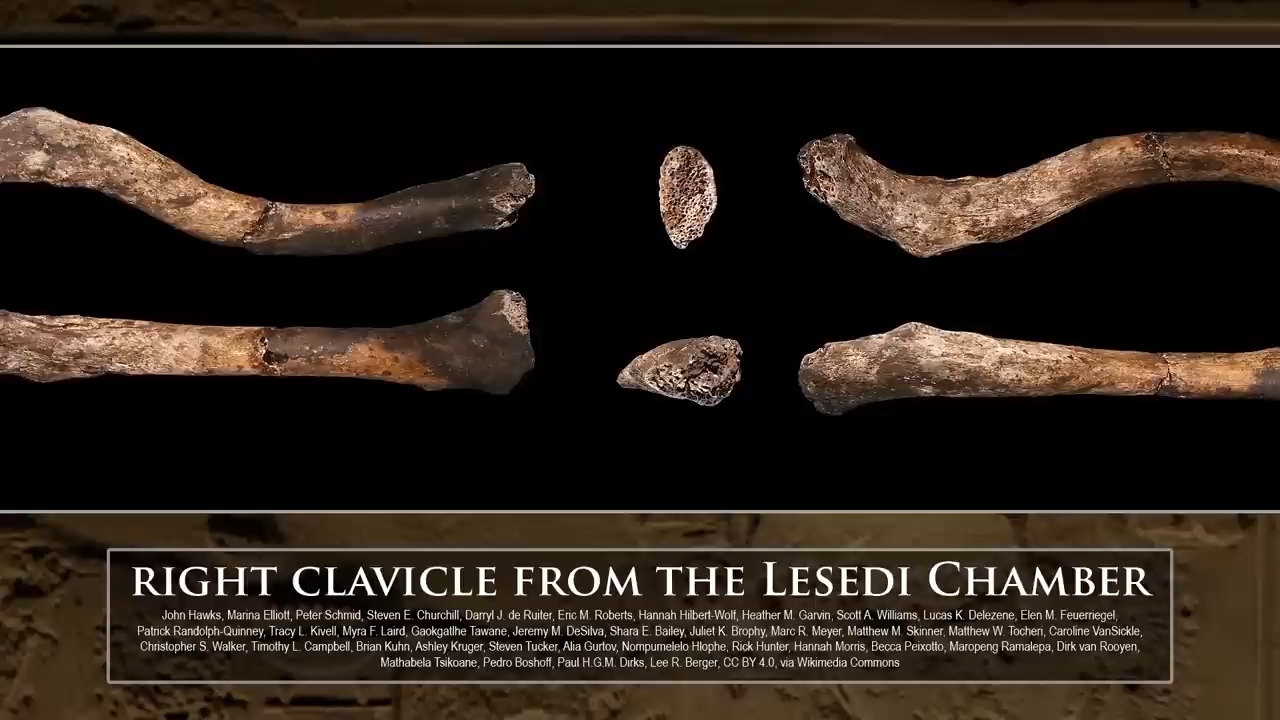 RIGHT CLAVICLE FROM THE LESEDI CHAMBER
John Hawks, Marina Elliott, Peter Schmid, Steven E. Churchill, Darryl J. de Ruiter, Eric M. Roberts, Hannah Hilbert-Wolf, Heather M. Garvin, Scott A. Williams, Lucas K. Delezene, Elen M. Feuerriegel,
Patrick Randolph-Quinney, Tracy L. Kivell, Myra F. Laird, Gaokgatlhe Tawane, Jeremy M. DeSilva, Shara E. Bailey, Juliet K. Brophy, Marc R. Meyer, Matthew M. Skinner, Matthew W. Tocheri, Caroline VanSickle,
Christopher S. Walker, Timothy L. Campbell, Brian Kuhn, Ashley Kruger, Steven Tucker, Alia Gurtov, Nompumelelo Hlophe, Rick Hunter, Hannah Morris, Becca Peixotto, Maropeng Ramalepa, Dirk van Rooyen,
Mathabela Tsikoane, Pedro Boshoff, Paul H.G.M. Dirks, Lee R. Berger, CC BY 4.0, via Wikimedia Commons